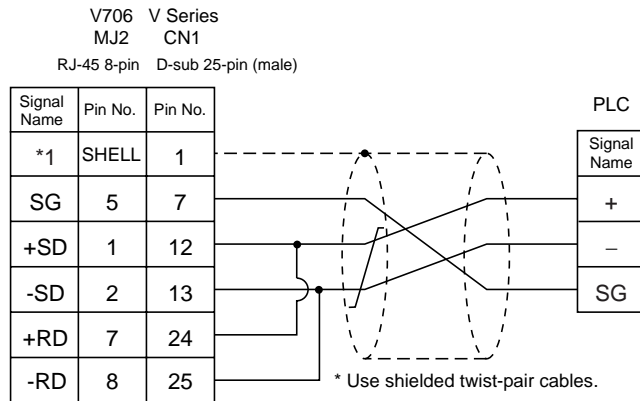 V706 V Series
MJ2 CN1
RJ-45 8-pin D-sub 25-pin (male)
Signal Name Pin No. Pin No.
*1 SHELL 1
SG 5 7
+SD 1 12
-SD 2 13
+RD 7 24
-RD 8 25
PLC
Signal Name
+
−
SG
* Use shielded twist-pair cables.